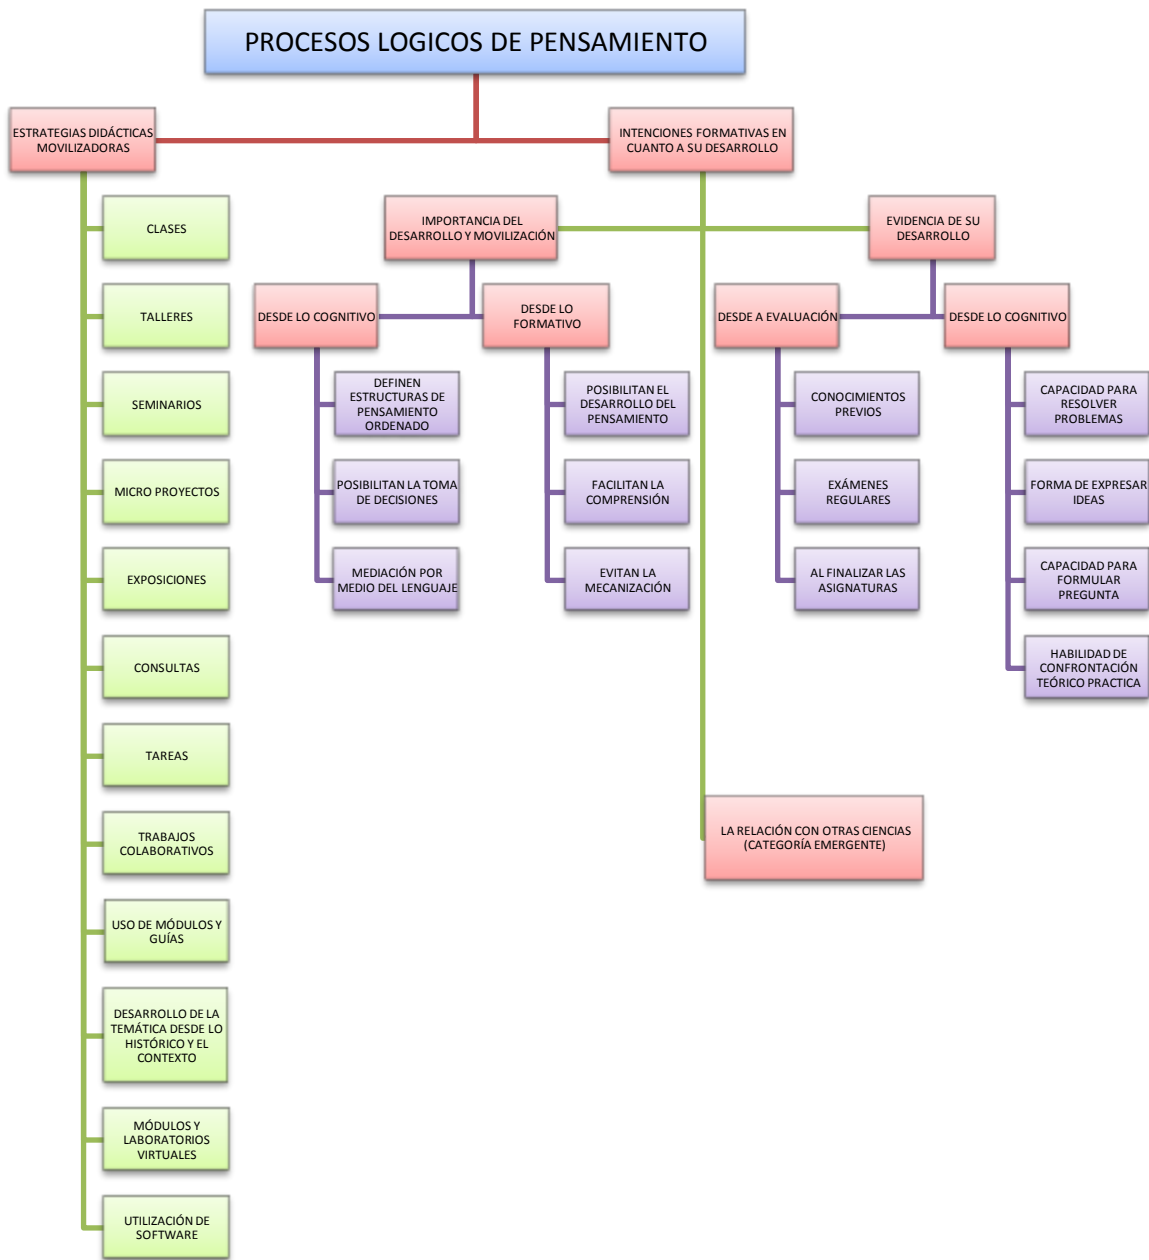 PROCESOS LOGICOS DE PENSAMIENTO
ESTRATEGIAS DIDÁCTICAS
MOVILIZADORAS
INTENCIONES FORMATIVAS EN
CUANTO A SU DESARROLLO
CLASES
TALLERES
SEMINARIOS
MICRO PROYECTOS
EXPOSICIONES
CONSULTAS
TAREAS
TRABAJOS
COLABORATIVOS
USO DE MÓDULOS Y
GUÍAS
DESARROLLO DE LA
TEMÁTICA DESDE LO
HISTÓRICO Y EL
CONTEXTO
MÓDULOS Y
LABORATORIOS
VIRTUALES
UTILIZACIÓN DE
SOFTWARE
IMPORTANCIA DEL
DESARROLLO Y MOVILIZACIÓN
DESDE LO COGNITIVO
DEFINEN
ESTRUCTURAS DE
PENSAMIENTO
ORDENADO
POSIBILITAN LA TOMA
DE DECISIONES
MEDIACIÓN POR
MEDIO DEL LENGUAJE
DESDE LO
FORMATIVO
POSIBILITAN EL
DESARROLLO DEL
PENSAMIENTO
FACILITAN LA
COMPRENSIÓN
EVITAN LA
MECANIZACIÓN
EVIDENCIA DE SU
DESARROLLO
DESDE A EVALUACIÓN
CONOCIMIENTOS
PREVIOS
EXÁMENES
REGULARES
AL FINALIZAR LAS
ASIGNATURAS
DESDE LO COGNITIVO
CAPACIDAD PARA
RESOLVER
PROBLEMAS
FORMA DE EXPRESAR
IDEAS
CAPACIDAD PARA
FORMULAR
PREGUNTA
HABILIDAD DE
CONFRONTACIÓN
TEÓRICO PRACTICA
LA RELACIÓN CON OTRAS CIENCIAS
(CATEGORÍA EMERGENTE)